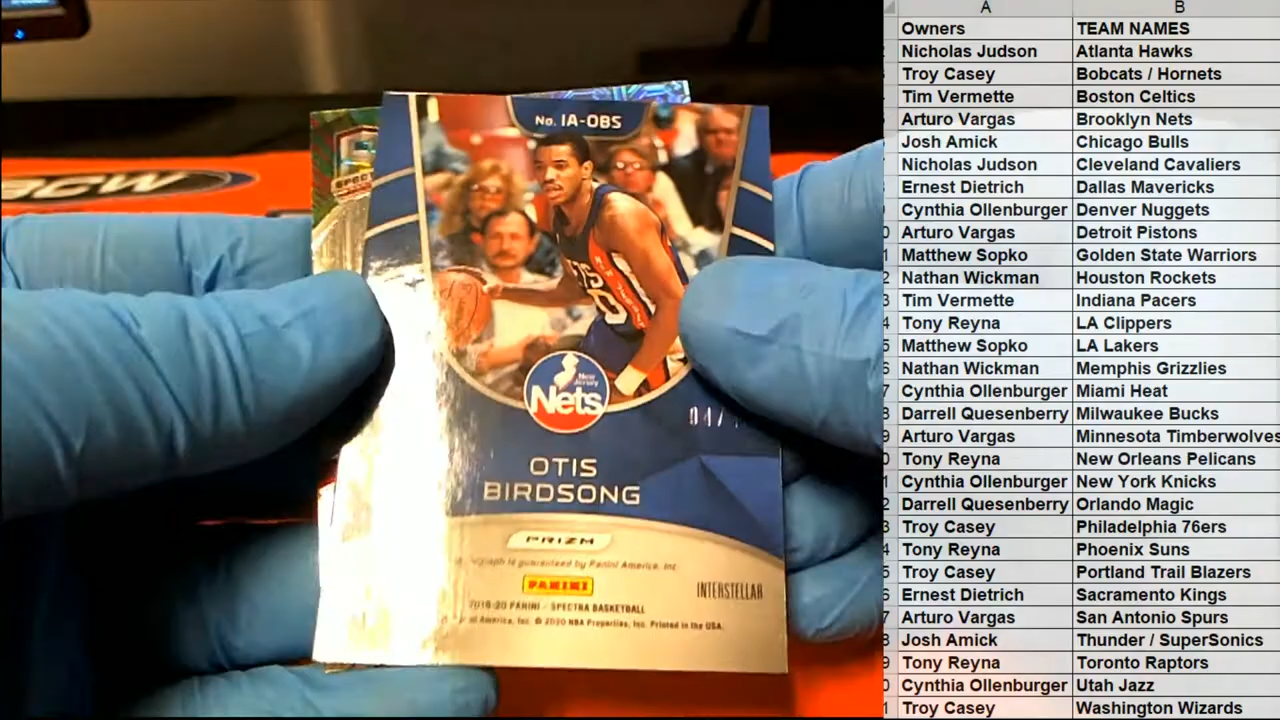 BCW
SPECT
No. IA-OBS
NETS
New
Jersey
Nets
04/
OTIS
BIRDSONG
PRIZM
is guaranteed by Panini America, Inc.
PANINI
INTERSTELLAR
2019-20 PANINI - SPECTRA BASKETBALL
of America, Inc. © 2020 NBA Properties, Inc. Printed in the USA.
A B
Owners TEAM NAMES
Nicholas Judson Atlanta Hawks
Troy Casey Bobcats / Hornets
Tim Vermette Boston Celtics
Arturo Vargas Brooklyn Nets
Josh Amick Chicago Bulls
Nicholas Judson Cleveland Cavaliers
Ernest Dietrich Dallas Mavericks
Cynthia Ollenburger Denver Nuggets
Arturo Vargas Detroit Pistons
Matthew Sopko Golden State Warriors
Nathan Wickman Houston Rockets
Tim Vermette Indiana Pacers
Tony Reyna LA Clippers
Matthew Sopko LA Lakers
Nathan Wickman Memphis Grizzlies
Cynthia Ollenburger Miami Heat
Darrell Quesenberry Milwaukee Bucks
Arturo Vargas Minnesota Timberwolves
Tony Reyna New Orleans Pelicans
Cynthia Ollenburger New York Knicks
Darrell Quesenberry Orlando Magic
Troy Casey Philadelphia 76ers
Tony Reyna Phoenix Suns
Troy Casey Portland Trail Blazers
Ernest Dietrich Sacramento Kings
Arturo Vargas San Antonio Spurs
Josh Amick Thunder / SuperSonics
Tony Reyna Toronto Raptors
Cynthia Ollenburger Utah Jazz
Troy Casey Washington Wizards